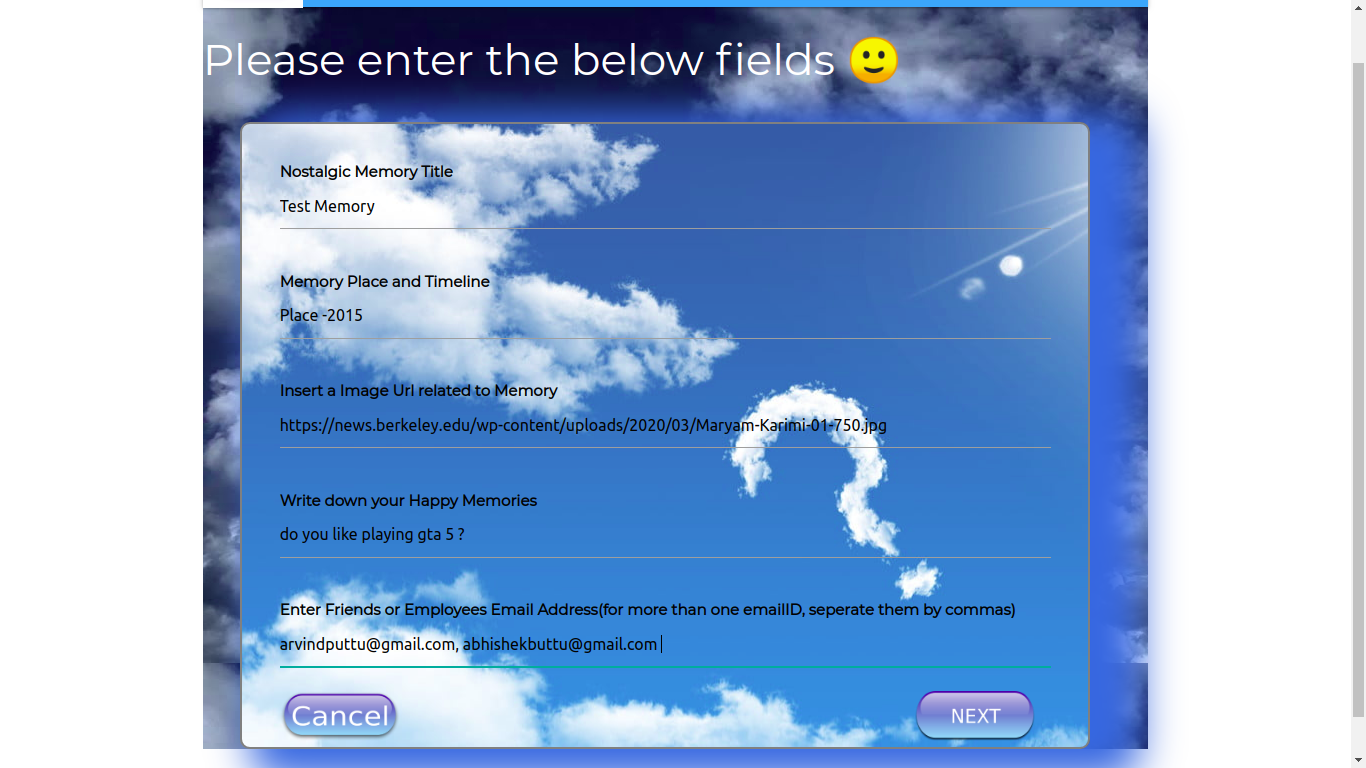 Please enter the below fields 🙂
Nostalgic Memory Title
Test Memory
Memory Place and Timeline
Place -2015
Insert a Image Url related to Memory
https://news.berkeley.edu/wp-content/uploads/2020/03/Maryam-Karimi-01-750.jpg
Write down your Happy Memories
do you like playing gta 5 ?
Enter Friends or Employees Email Address(for more than one emailID, seperate them by commas)
arvindputtu@gmail.com, abhishekbuttu@gmail.com
Cancel
NEXT